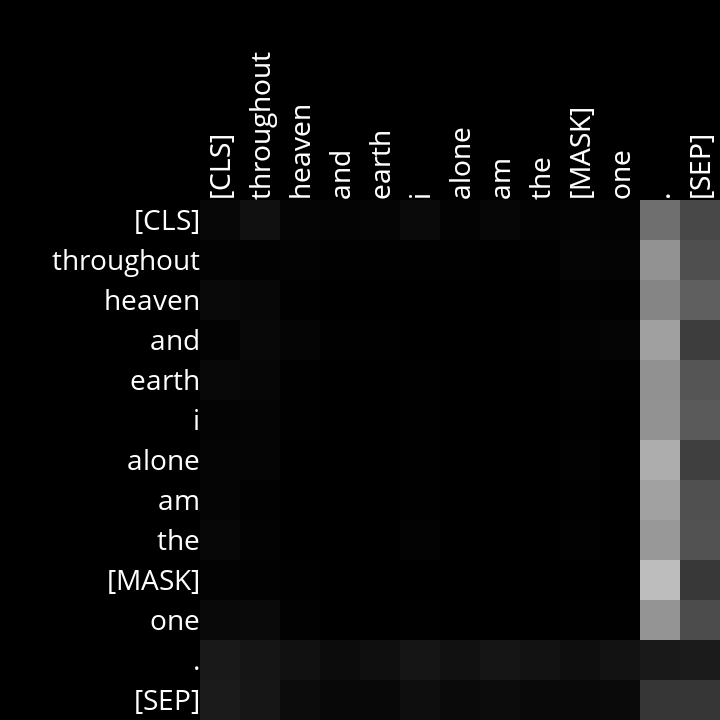 [CLS] throughout heaven and earth i alone am the [MASK] one . [SEP]
[CLS]
throughout
heaven
and
earth
i
alone
am
the
[MASK]
one
.
[SEP]